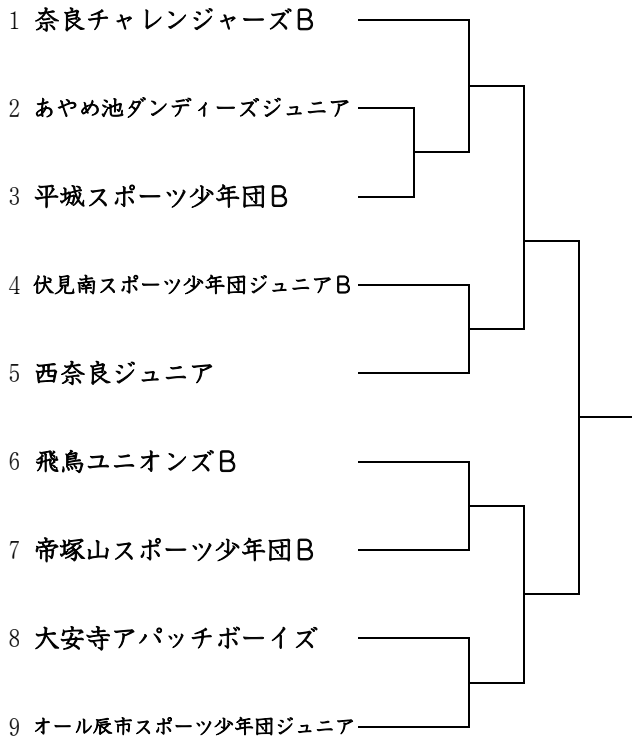 1 奈良チャレンジャーズB
2 あやめ池ダンディーズジュニア
3 平城スポーツ少年団B
4 伏見南スポーツ少年団ジュニアB
5 西奈良ジュニア
6 飛鳥ユニオンズB
7 帝塚山スポーツ少年団B
8 大安寺アパッチボーイズ
9 オール辰市スポーツ少年団ジュニア